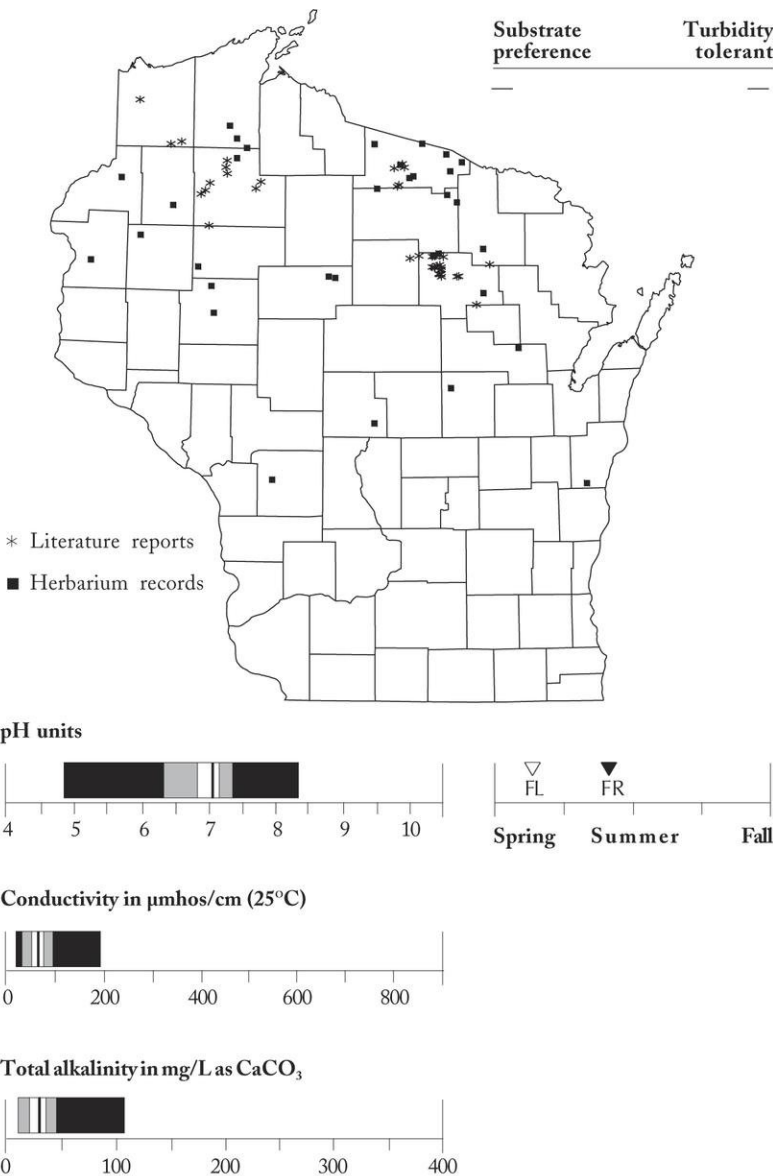 Substrate preference
Turbidity tolerant
— —
* Literature reports
■ Herbarium records
pH units
4 5 6 7 8 9 10
FL FR
Spring Summer Fall
Conductivity in µmhos/cm (25°C)
0 200 400 600 800
Total alkalinity in mg/L as CaCO₃
0 50 100 200 300 400